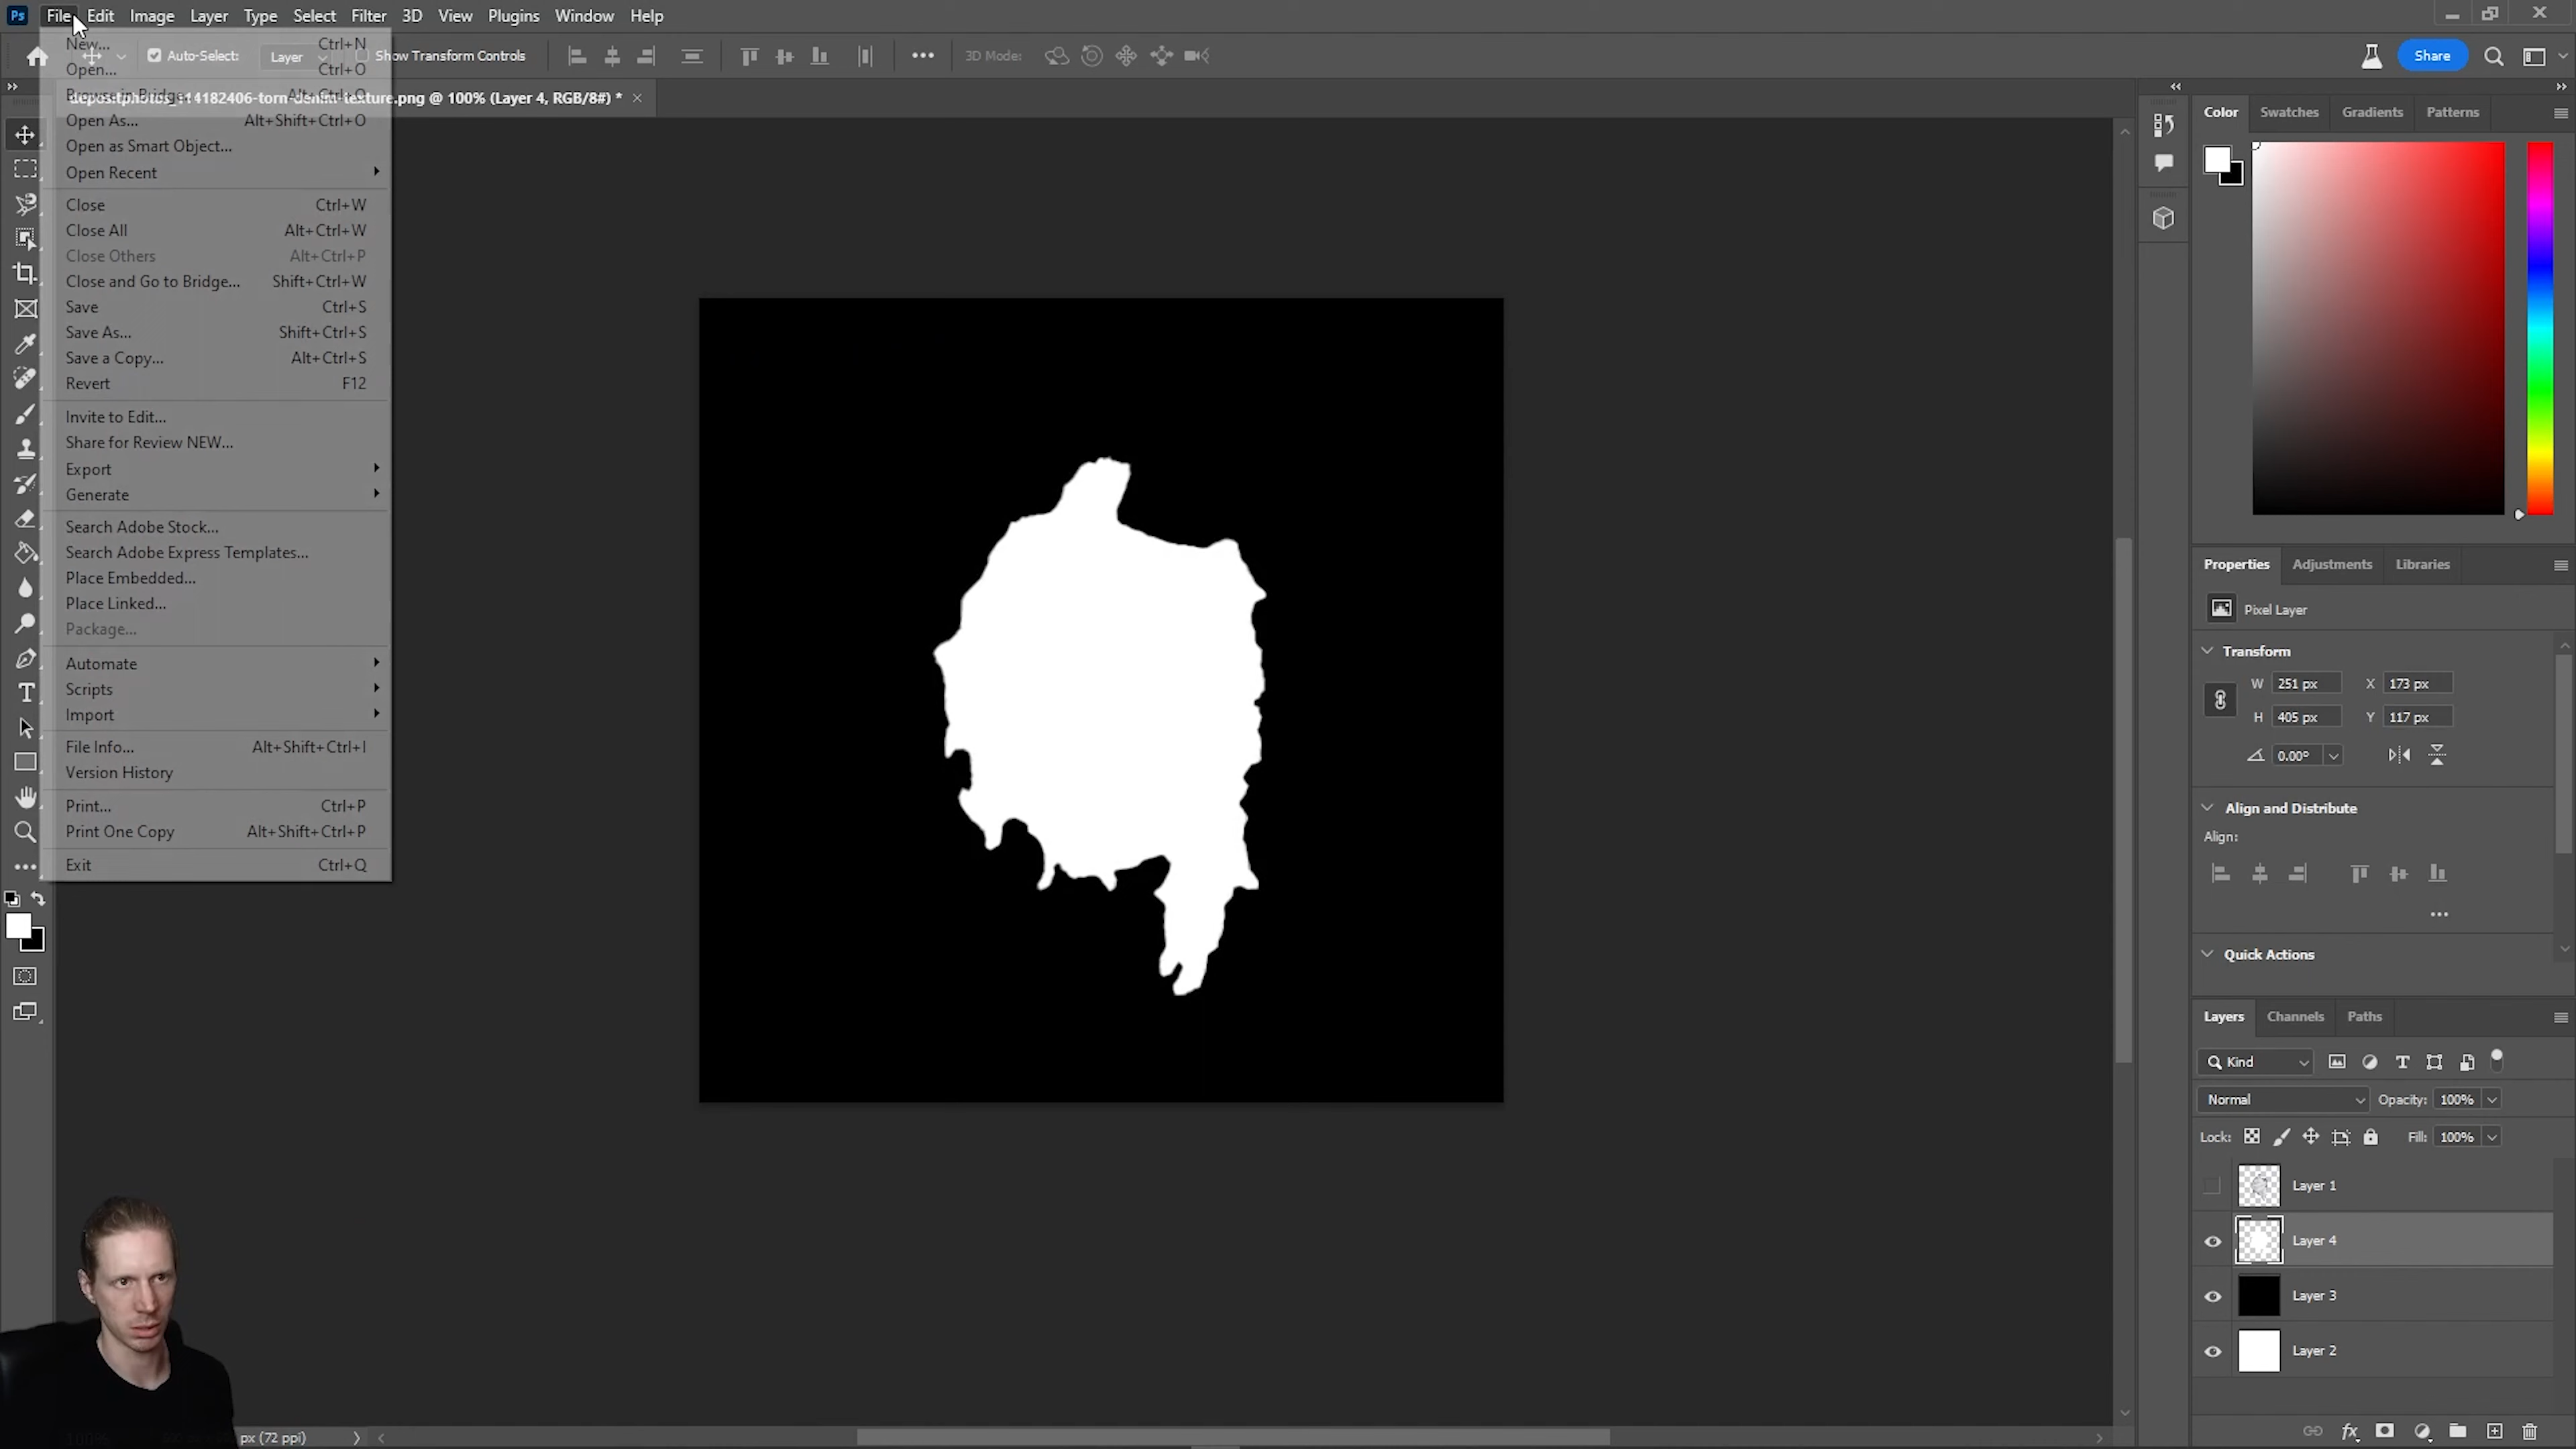 Ps File Edit Image Layer Type Select Filter 3D View Plugins Window Help
Auto-Select: Layer Show Transform Controls 3D Mode: Share
-torn-denim-texture.png @ 100% (Layer 4, RGB/8#) *
New... Ctrl+N
Open... Ctrl+O
Browse in Bridge... Alt+Ctrl+O
Open As... Alt+Shift+Ctrl+O
Open as Smart Object...
Open Recent
Close Ctrl+W
Close All Alt+Ctrl+W
Close Others Alt+Ctrl+P
Close and Go to Bridge... Shift+Ctrl+W
Save Ctrl+S
Save As... Shift+Ctrl+S
Save a Copy... Alt+Ctrl+S
Revert F12
Invite to Edit...
Share for Review NEW...
Export
Generate
Search Adobe Stock...
Search Adobe Express Templates...
Place Embedded...
Place Linked...
Package...
Automate
Scripts
Import
File Info... Alt+Shift+Ctrl+I
Version History
Print... Ctrl+P
Print One Copy Alt+Shift+Ctrl+P
Exit Ctrl+Q
px (72 ppi)
Color Swatches Gradients Patterns
Properties Adjustments Libraries
Pixel Layer
Transform
W 251 px X 173 px
H 405 px Y 117 px
0.00°
Align and Distribute
Align:
Quick Actions
Layers Channels Paths
Kind
Normal Opacity: 100%
Lock: Fill: 100%
Layer 1
Layer 4
Layer 3
Layer 2